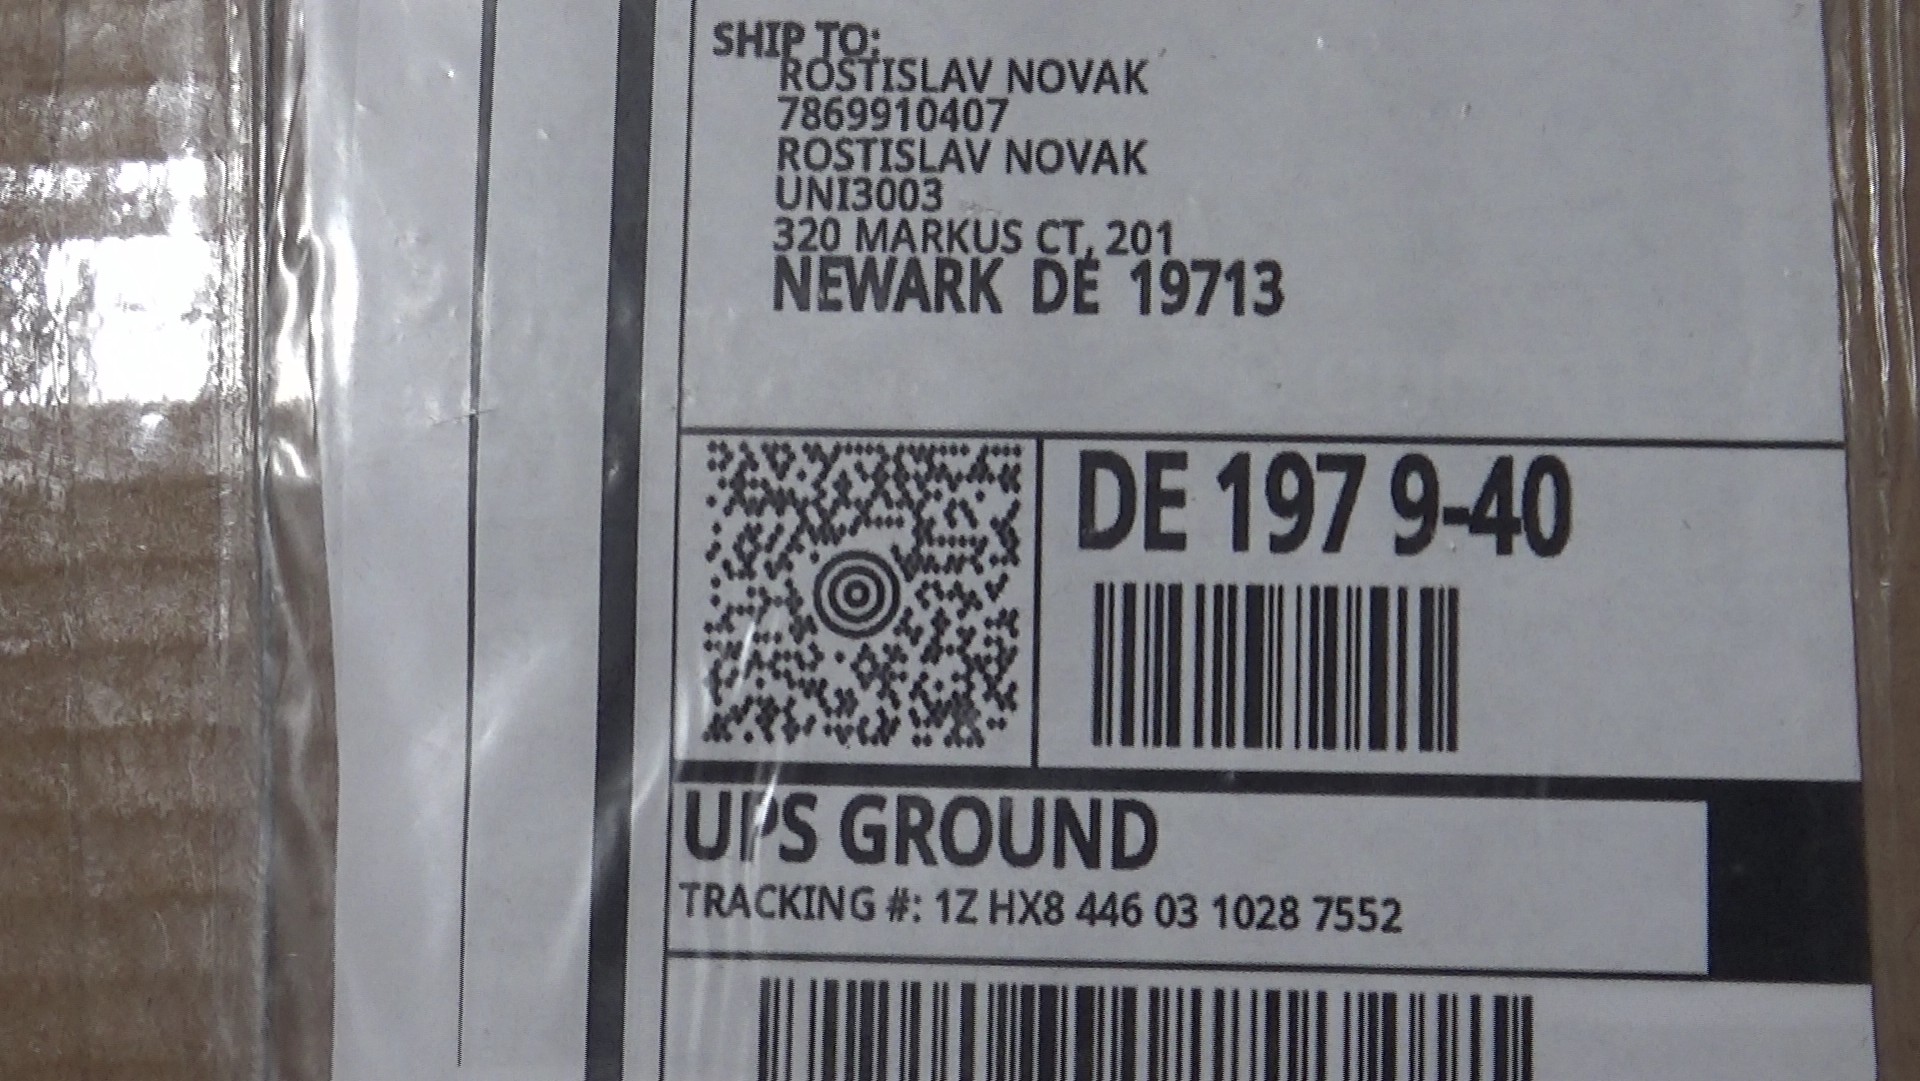 SHIP TO:
ROSTISLAV NOVAK
7869910407
ROSTISLAV NOVAK
UNI3003
320 MARKUS CT, 201
NEWARK DE 19713
DE 197 9-40
UPS GROUND
TRACKING #: 1Z HX8 446 03 1028 7552